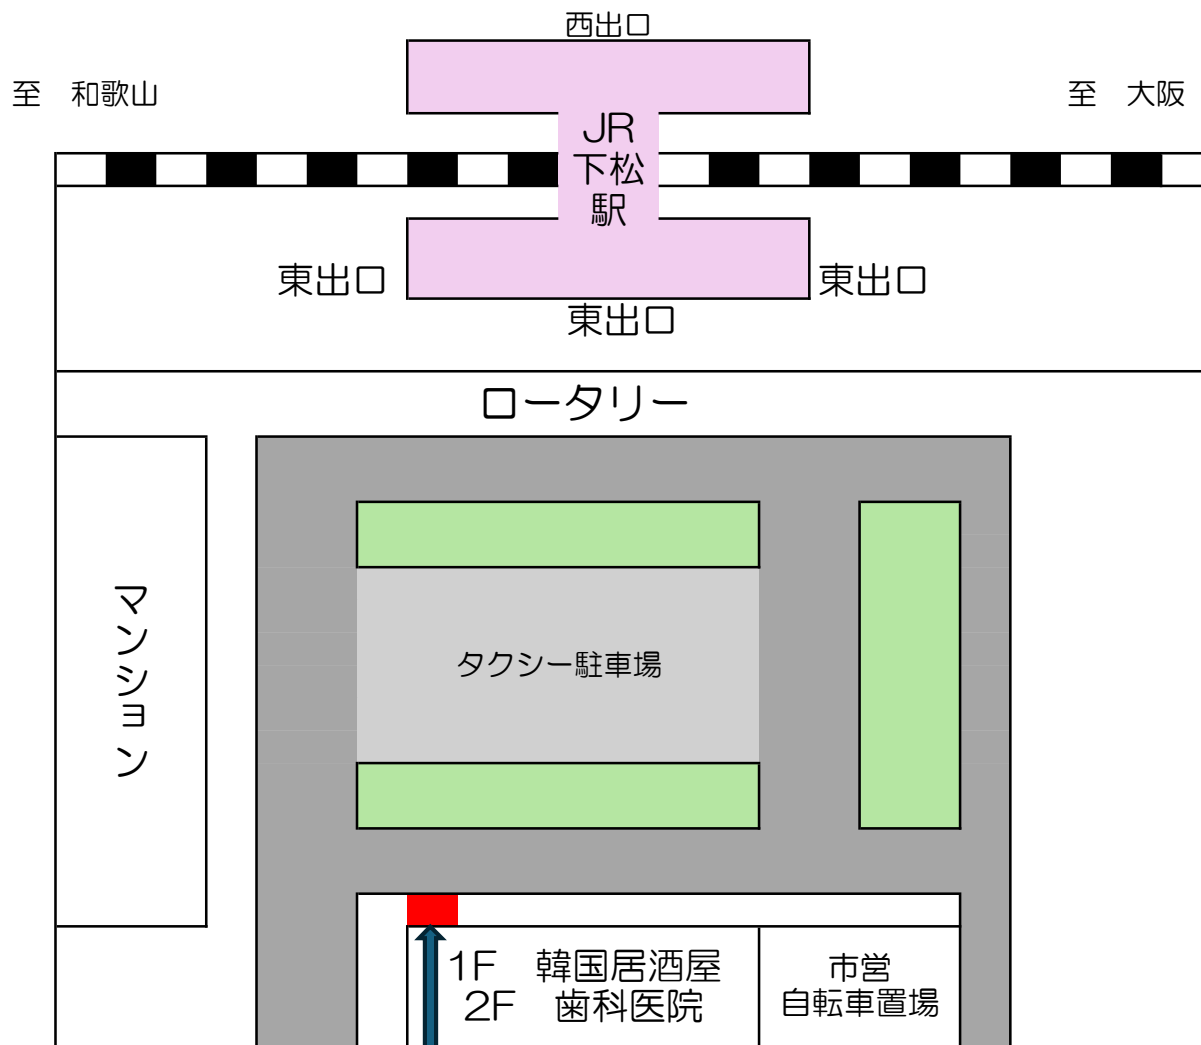 西出口
至　和歌山
至　大阪
JR
下松
駅
東出口
東出口
東出口
ロータリー
マンション
タクシー駐車場
1F　韓国居酒屋
2F　歯科医院
市営
自転車置場